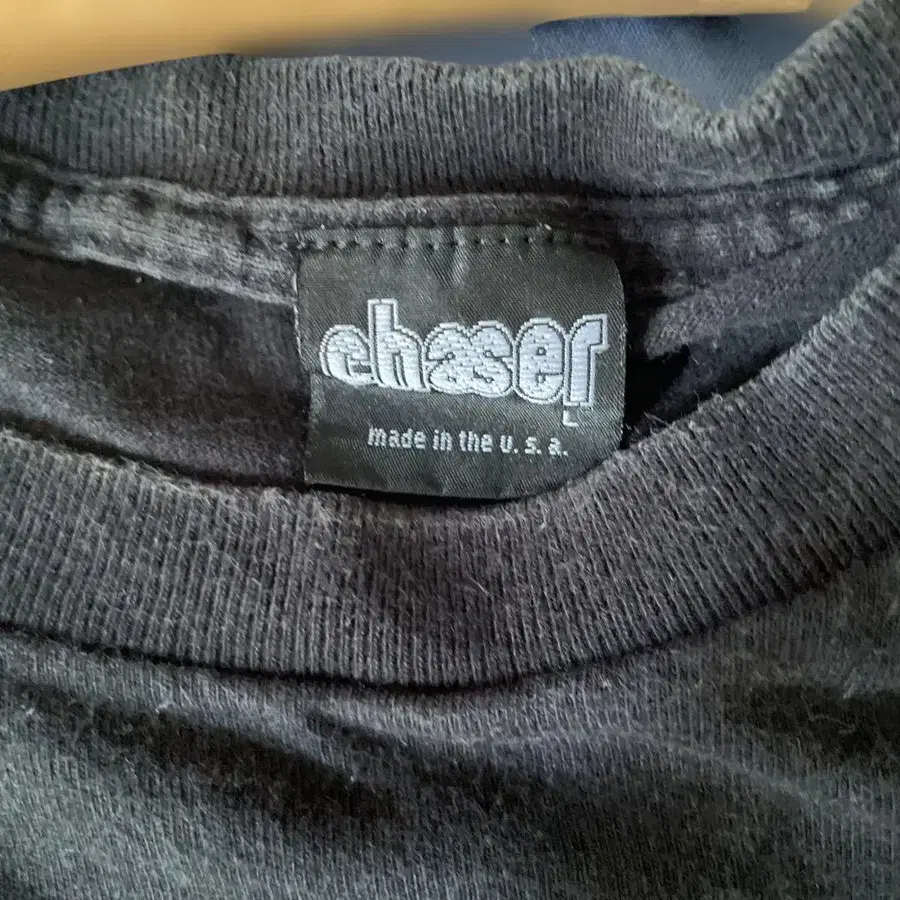 chaser
L
made in the u.s.a.